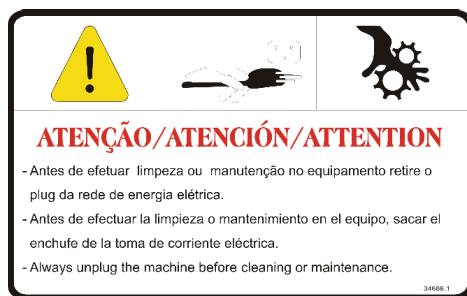 ATENÇÃO/ATENCIÓN/ATTENTION
- Antes de efetuar limpeza ou manutenção no equipamento retire o
plug da rede de energia elétrica.
- Antes de efectuar la limpieza o mantenimiento en el equipo, sacar el
enchufe de la toma de corriente eléctrica.
- Always unplug the machine before cleaning or maintenance.
34686.1